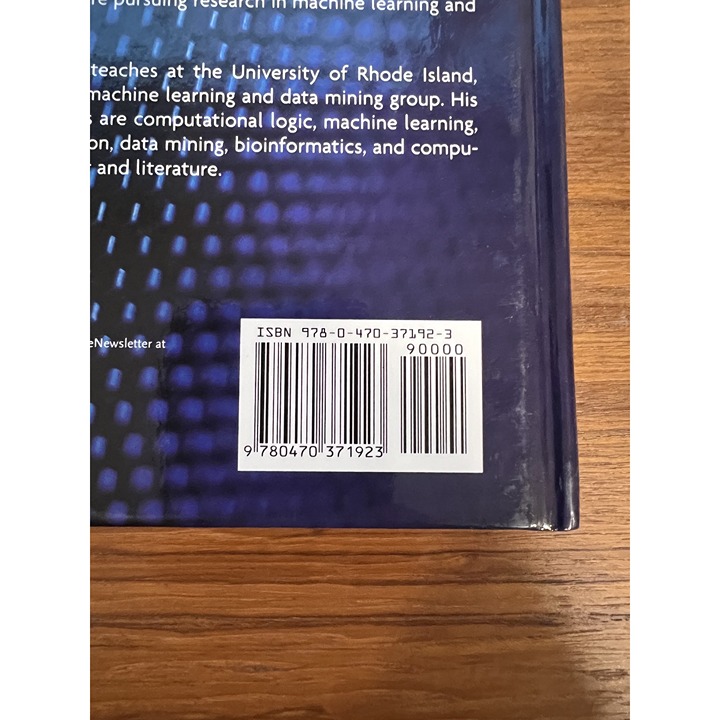 re pursuing research in machine learning and
teaches at the University of Rhode Island,
machine learning and data mining group. His
s are computational logic, machine learning,
on, data mining, bioinformatics, and compu-
and literature.
eNewsletter at
ISBN 978-0-470-37192-3
90000
9 780470 371923